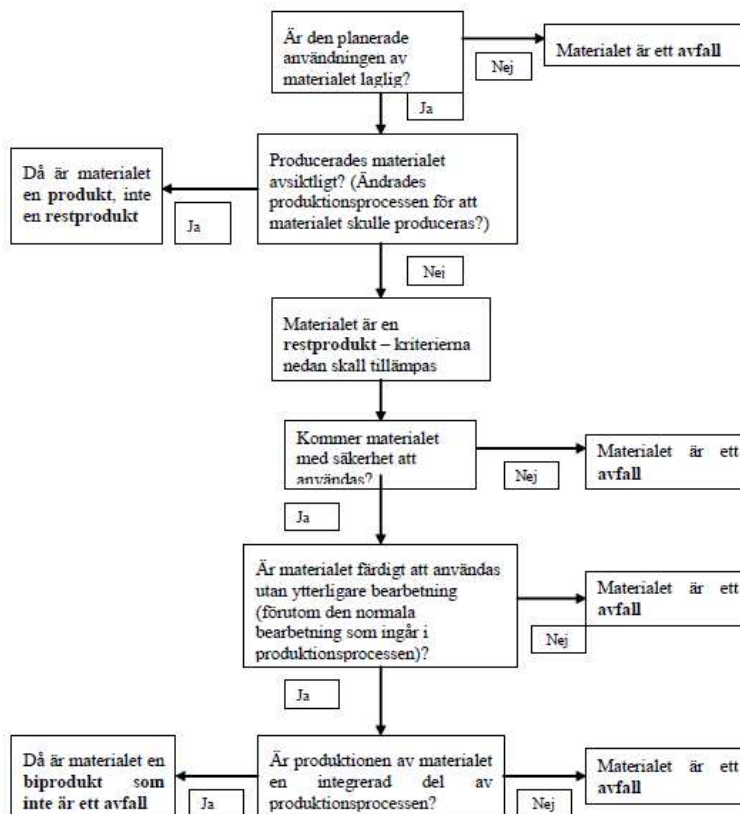 Är den planerade
användningen av
materialet laglig?
Nej
Materialet är ett avfall
Ja
Producerades materialet
avsiktligt? (Ändrades
produktionsprocessen för att
materialet skulle produceras?)
Ja
Då är materialet
en produkt, inte
en restprodukt
Nej
Materialet är en
restprodukt – kriterierna
nedan skall tillämpas
Kommer materialet
med säkerhet att
användas?
Nej
Materialet är ett
avfall
Ja
Är materialet färdigt att användas
utan ytterligare bearbetning
(förutom den normala
bearbetning som ingår i
produktionsprocessen)?
Nej
Materialet är ett
avfall
Ja
Är produktionen av materialet
en integrerad del av
produktionsprocessen?
Ja
Då är materialet en
biprodukt som
inte är ett avfall
Nej
Materialet är ett
avfall